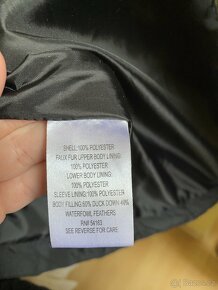 SHELL:100% POLYESTER
FAUX FUR UPPER BODY LINING:
100% POLYESTER
LOWER BODY LINING:
100% POLYESTER
SLEEVE LINING:100% POLYESTER
BODY FILLING:60% DUCK DOWN 40%
WATERFOWL FEATHERS
RN# 54163
SEE REVERSE FOR CARE